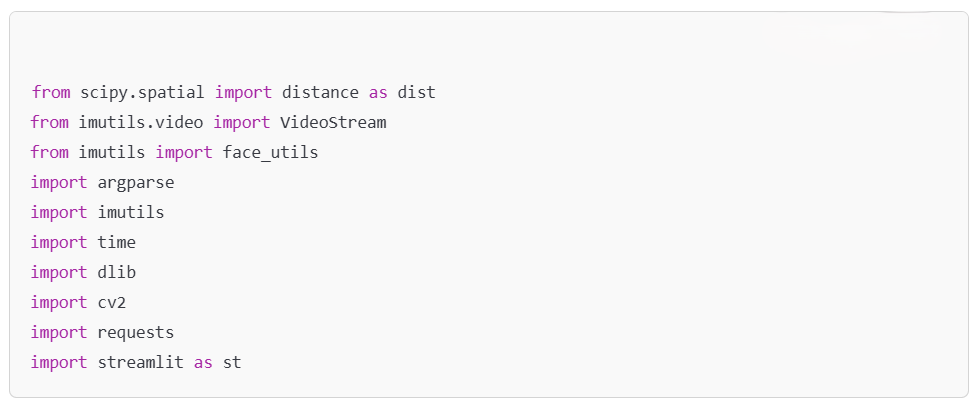 from scipy.spatial import distance as dist
from imutils.video import VideoStream
from imutils import face_utils
import argparse
import imutils
import time
import dlib
import cv2
import requests
import streamlit as st